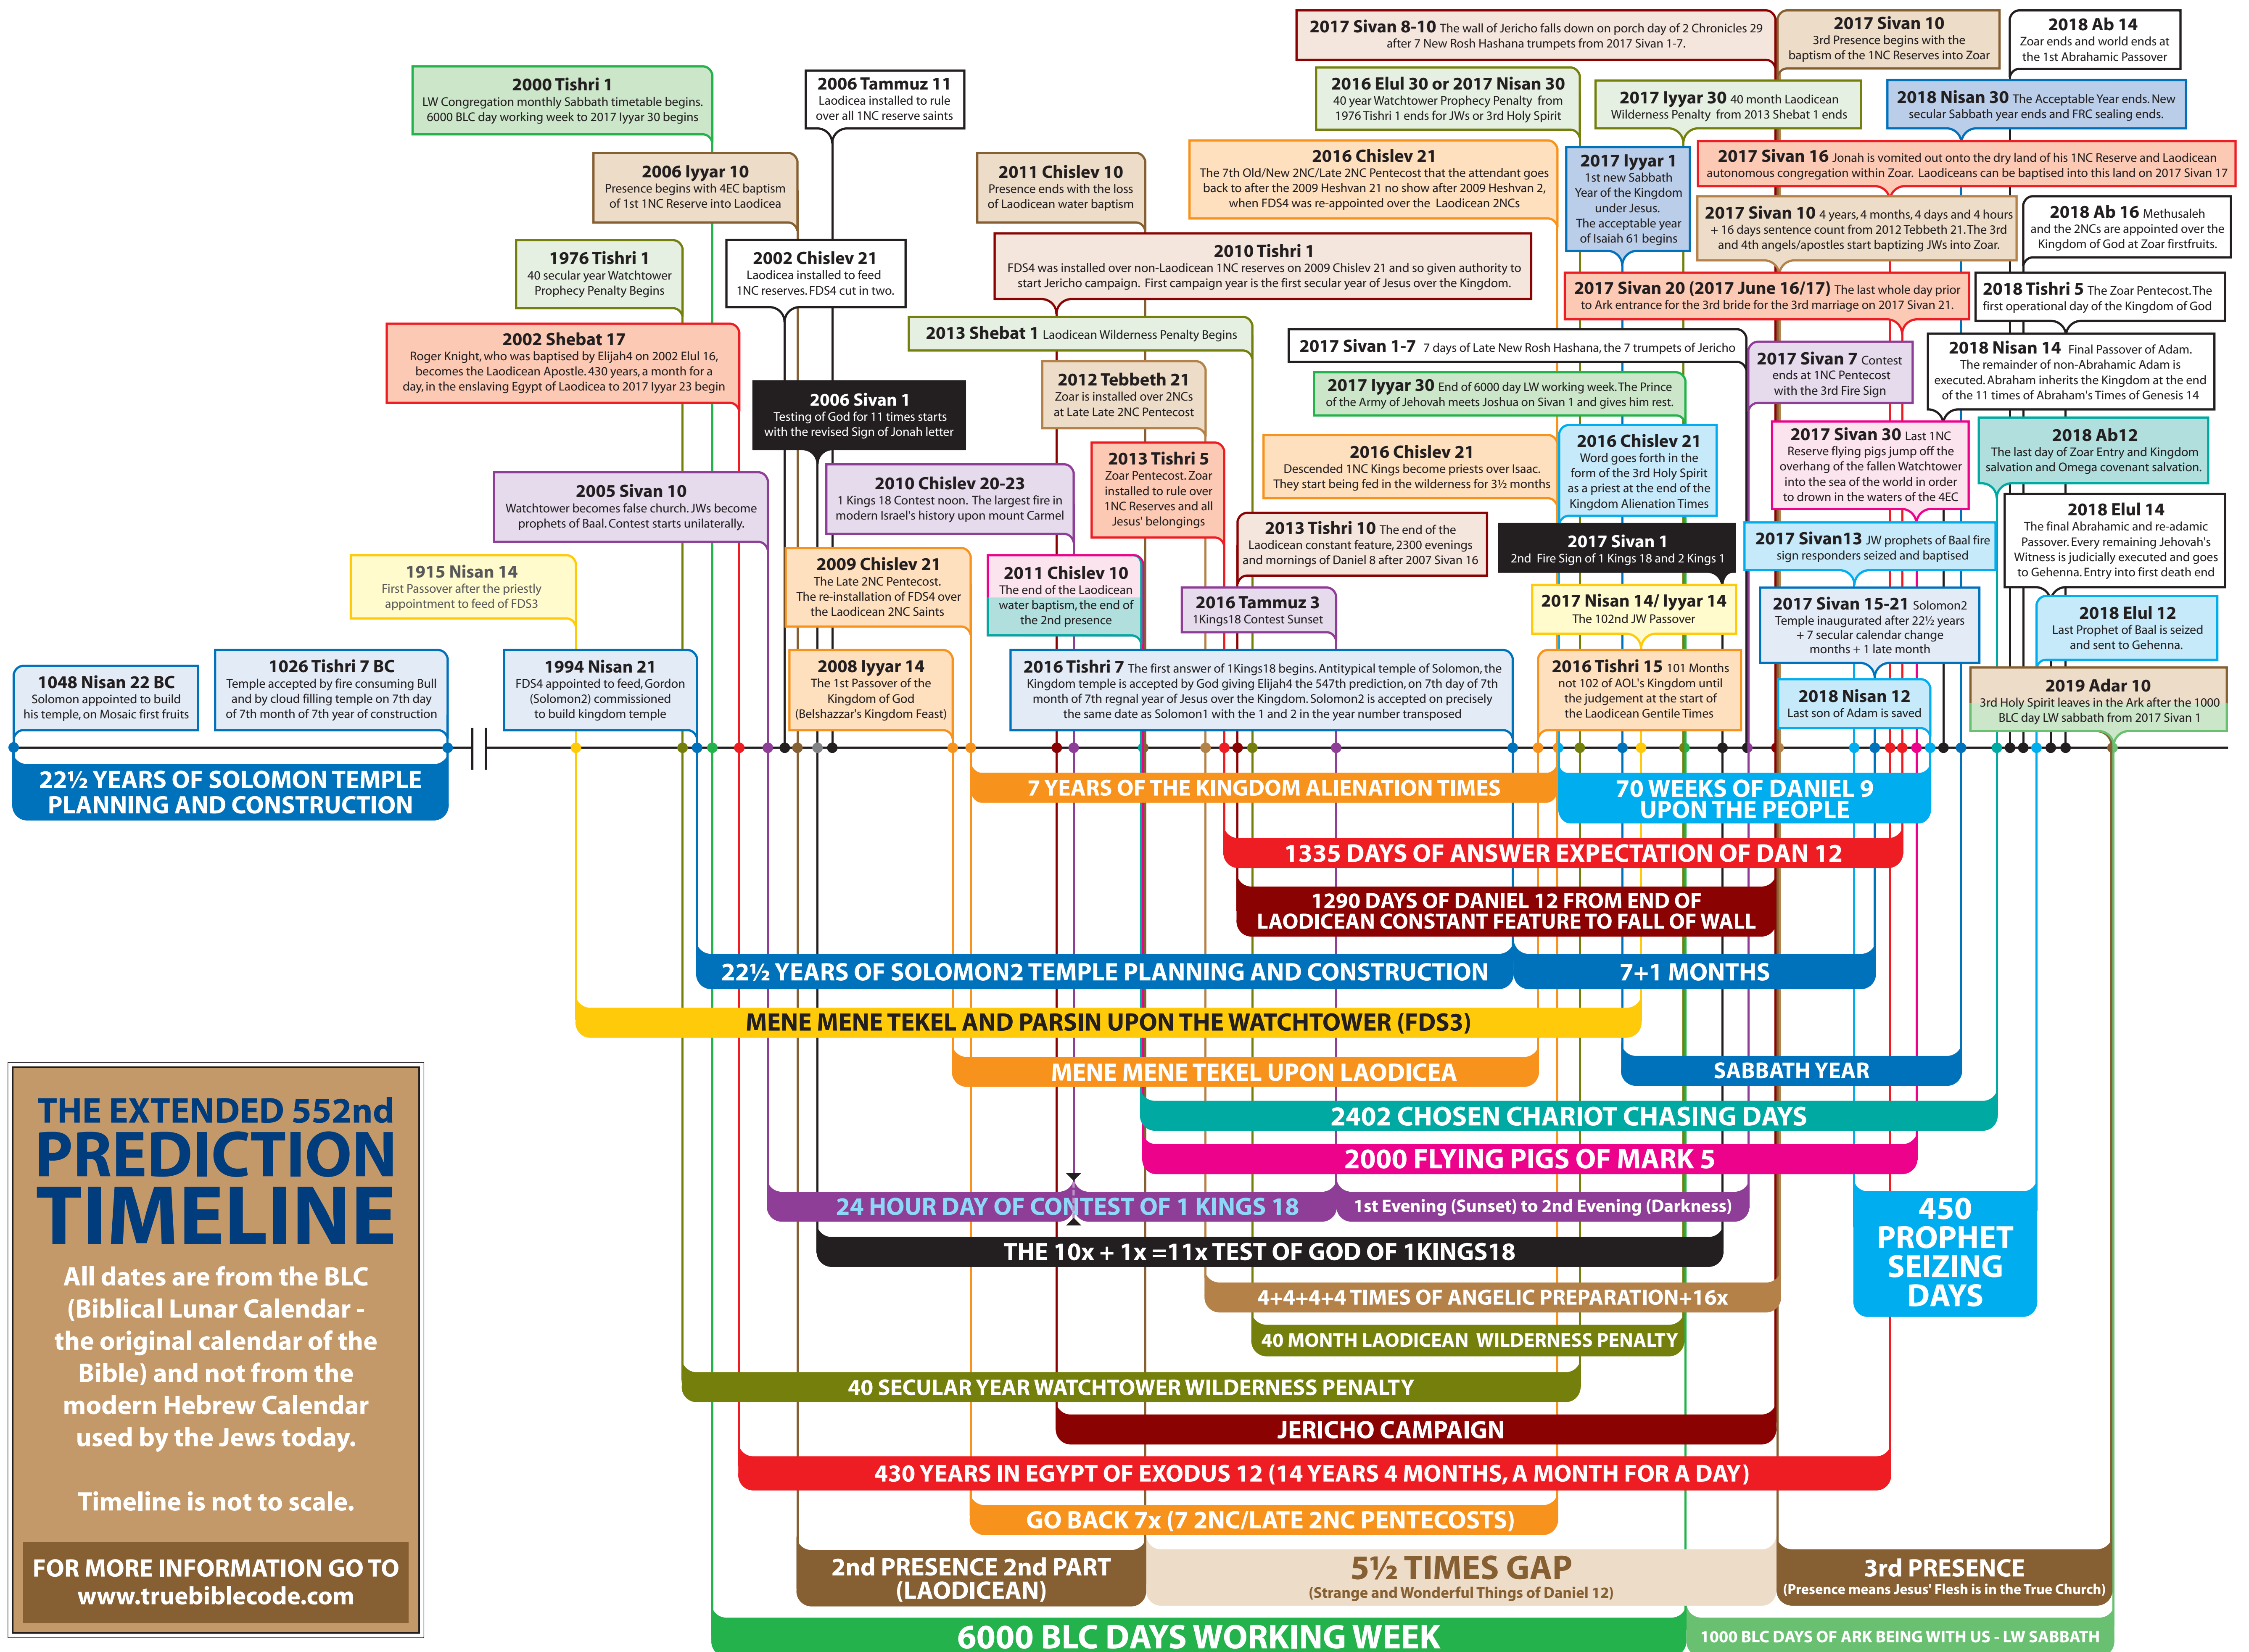 2017 Sivan 8-10 The wall of Jericho falls down on porch day of 2 Chronicles 29
after 7 New Rosh Hashana trumpets from 2017 Sivan 1-7.
2017 Sivan 10
3rd Presence begins with the
baptism of the 1NC Reserves into Zoar
2018 Ab 14
Zoar ends and world ends at
the 1st Abrahamic Passover
2000 Tishri 1
LW Congregation monthly Sabbath timetable begins.
6000 BLC day working week to 2017 Iyyar 30 begins
2006 Tammuz 11
Laodicea installed to rule
over all 1NC reserve saints
2016 Elul 30 or 2017 Nisan 30
40 year Watchtower Prophecy Penalty from
1976 Tishri 1 ends for JWs or 3rd Holy Spirit
2017 Iyyar 30 40 month Laodicean
Wilderness Penalty from 2013 Shebat 1 ends
2018 Nisan 30 The Acceptable Year ends. New
secular Sabbath year ends and FRC sealing ends.
2006 Iyyar 10
Presence begins with 4EC baptism
of 1st 1NC Reserve into Laodicea
2011 Chislev 10
Presence ends with the loss
of Laodicean water baptism
2016 Chislev 21
The 7th Old/New 2NC/Late 2NC Pentecost that the attendant goes
back to after the 2009 Heshvan 21 no show after 2009 Heshvan 2,
when FDS4 was re-appointed over the Laodicean 2NCs
2017 Iyyar 1
1st new Sabbath
Year of the Kingdom
under Jesus.
The acceptable year
of Isaiah 61 begins
2017 Sivan 16 Jonah is vomited out onto the dry land of his 1NC Reserve and Laodicean
autonomous congregation within Zoar. Laodiceans can be baptised into this land on 2017 Sivan 17
2017 Sivan 10 4 years, 4 months, 4 days and 4 hours
+ 16 days sentence count from 2012 Tebbeth 21. The 3rd
and 4th angels/apostles start baptizing JWs into Zoar.
2018 Ab 16 Methusaleh
and the 2NCs are appointed over the
Kingdom of God at Zoar firstfruits.
1976 Tishri 1
40 secular year Watchtower
Prophecy Penalty Begins
2002 Chislev 21
Laodicea installed to feed
1NC reserves. FDS4 cut in two.
2010 Tishri 1
FDS4 was installed over non-Laodicean 1NC reserves on 2009 Chislev 21 and so given authority to
start Jericho campaign. First campaign year is the first secular year of Jesus over the Kingdom.
2017 Sivan 20 (2017 June 16/17) The last whole day prior
to Ark entrance for the 3rd bride for the 3rd marriage on 2017 Sivan 21.
2018 Tishri 5 The Zoar Pentecost. The
first operational day of the Kingdom of God
2002 Shebat 17
Roger Knight, who was baptised by Elijah4 on 2002 Elul 16,
becomes the Laodicean Apostle. 430 years, a month for a
day, in the enslaving Egypt of Laodicea to 2017 Iyyar 23 begin
2013 Shebat 1 Laodicean Wilderness Penalty Begins
2017 Sivan 1-7 7 days of Late New Rosh Hashana, the 7 trumpets of Jericho
2017 Sivan 7 Contest
ends at 1NC Pentecost
with the 3rd Fire Sign
2018 Nisan 14 Final Passover of Adam.
The remainder of non-Abrahamic Adam is
executed. Abraham inherits the Kingdom at the end
of the 11 times of Abraham's Times of Genesis 14
2006 Sivan 1
Testing of God for 11 times starts
with the revised Sign of Jonah letter
2012 Tebbeth 21
Zoar is installed over 2NCs
at Late Late 2NC Pentecost
2017 Iyyar 30 End of 6000 day LW working week. The Prince
of the Army of Jehovah meets Joshua on Sivan 1 and gives him rest.
2005 Sivan 10
Watchtower becomes false church. JWs become
prophets of Baal. Contest starts unilaterally.
2010 Chislev 20-23
1 Kings 18 Contest noon. The largest fire in
modern Israel's history upon mount Carmel
2013 Tishri 5
Zoar Pentecost. Zoar
installed to rule over
1NC Reserves and all
Jesus' belongings
2016 Chislev 21
Descended 1NC Kings become priests over Isaac.
They start being fed in the wilderness for 3½ months
2016 Chislev 21
Word goes forth in the
form of the 3rd Holy Spirit
as a priest at the end of the
Kingdom Alienation Times
2017 Sivan 30 Last 1NC
Reserve flying pigs jump off the
overhang of the fallen Watchtower
into the sea of the world in order
to drown in the waters of the 4EC
2018 Ab12
The last day of Zoar Entry and Kingdom
salvation and Omega covenant salvation.
1915 Nisan 14
First Passover after the priestly
appointment to feed of FDS3
2009 Chislev 21
The Late 2NC Pentecost.
The re-installation of FDS4 over
the Laodicean 2NC Saints
2011 Chislev 10
The end of the Laodicean
water baptism, the end of
the 2nd presence
2013 Tishri 10 The end of the
Laodicean constant feature, 2300 evenings
and mornings of Daniel 8 after 2007 Sivan 16
2017 Sivan 1
2nd Fire Sign of 1 Kings 18 and 2 Kings 1
2017 Sivan13 JW prophets of Baal fire
sign responders seized and baptised
2018 Elul 14
The final Abrahamic and re-adamic
Passover. Every remaining Jehovah's
Witness is judicially executed and goes
to Gehenna. Entry into first death end
2016 Tammuz 3
1Kings18 Contest Sunset
2017 Nisan 14/ Iyyar 14
The 102nd JW Passover
2017 Sivan 15-21 Solomon2
Temple inaugurated after 22½ years
+ 7 secular calendar change
months + 1 late month
2018 Elul 12
Last Prophet of Baal is seized
and sent to Gehenna.
1048 Nisan 22 BC
Solomon appointed to build
his temple, on Mosaic first fruits
1026 Tishri 7 BC
Temple accepted by fire consuming Bull
and by cloud filling temple on 7th day
of 7th month of 7th year of construction
1994 Nisan 21
FDS4 appointed to feed, Gordon
(Solomon2) commissioned
to build kingdom temple
2008 Iyyar 14
The 1st Passover of the
Kingdom of God
(Belshazzar's Kingdom Feast)
2016 Tishri 7 The first answer of 1Kings18 begins. Antitypical temple of Solomon, the
Kingdom temple is accepted by God giving Elijah4 the 547th prediction, on 7th day of 7th
month of 7th regnal year of Jesus over the Kingdom. Solomon2 is accepted on precisely
the same date as Solomon1 with the 1 and 2 in the year number transposed
2016 Tishri 15 101 Months
not 102 of AOL's Kingdom until
the judgement at the start of
the Laodicean Gentile Times
2018 Nisan 12
Last son of Adam is saved
2019 Adar 10
3rd Holy Spirit leaves in the Ark after the 1000
BLC day LW sabbath from 2017 Sivan 1
22½ YEARS OF SOLOMON TEMPLE
PLANNING AND CONSTRUCTION
7 YEARS OF THE KINGDOM ALIENATION TIMES
70 WEEKS OF DANIEL 9
UPON THE PEOPLE
1335 DAYS OF ANSWER EXPECTATION OF DAN 12
1290 DAYS OF DANIEL 12 FROM END OF
LAODICEAN CONSTANT FEATURE TO FALL OF WALL
22½ YEARS OF SOLOMON2 TEMPLE PLANNING AND CONSTRUCTION
7+1 MONTHS
MENE MENE TEKEL AND PARSIN UPON THE WATCHTOWER (FDS3)
MENE MENE TEKEL UPON LAODICEA
SABBATH YEAR
2402 CHOSEN CHARIOT CHASING DAYS
2000 FLYING PIGS OF MARK 5
24 HOUR DAY OF CONTEST OF 1 KINGS 18
1st Evening (Sunset) to 2nd Evening (Darkness)
450
PROPHET
SEIZING
DAYS
THE 10x + 1x =11x TEST OF GOD OF 1KINGS18
4+4+4+4 TIMES OF ANGELIC PREPARATION+16x
40 MONTH LAODICEAN WILDERNESS PENALTY
40 SECULAR YEAR WATCHTOWER WILDERNESS PENALTY
JERICHO CAMPAIGN
430 YEARS IN EGYPT OF EXODUS 12 (14 YEARS 4 MONTHS, A MONTH FOR A DAY)
GO BACK 7x (7 2NC/LATE 2NC PENTECOSTS)
2nd PRESENCE 2nd PART
(LAODICEAN)
5½ TIMES GAP
(Strange and Wonderful Things of Daniel 12)
3rd PRESENCE
(Presence means Jesus' Flesh is in the True Church)
6000 BLC DAYS WORKING WEEK
1000 BLC DAYS OF ARK BEING WITH US - LW SABBATH
THE EXTENDED 552nd
PREDICTION
TIMELINE
All dates are from the BLC
(Biblical Lunar Calendar -
the original calendar of the
Bible) and not from the
modern Hebrew Calendar
used by the Jews today.
Timeline is not to scale.
FOR MORE INFORMATION GO TO
www.truebiblecode.com